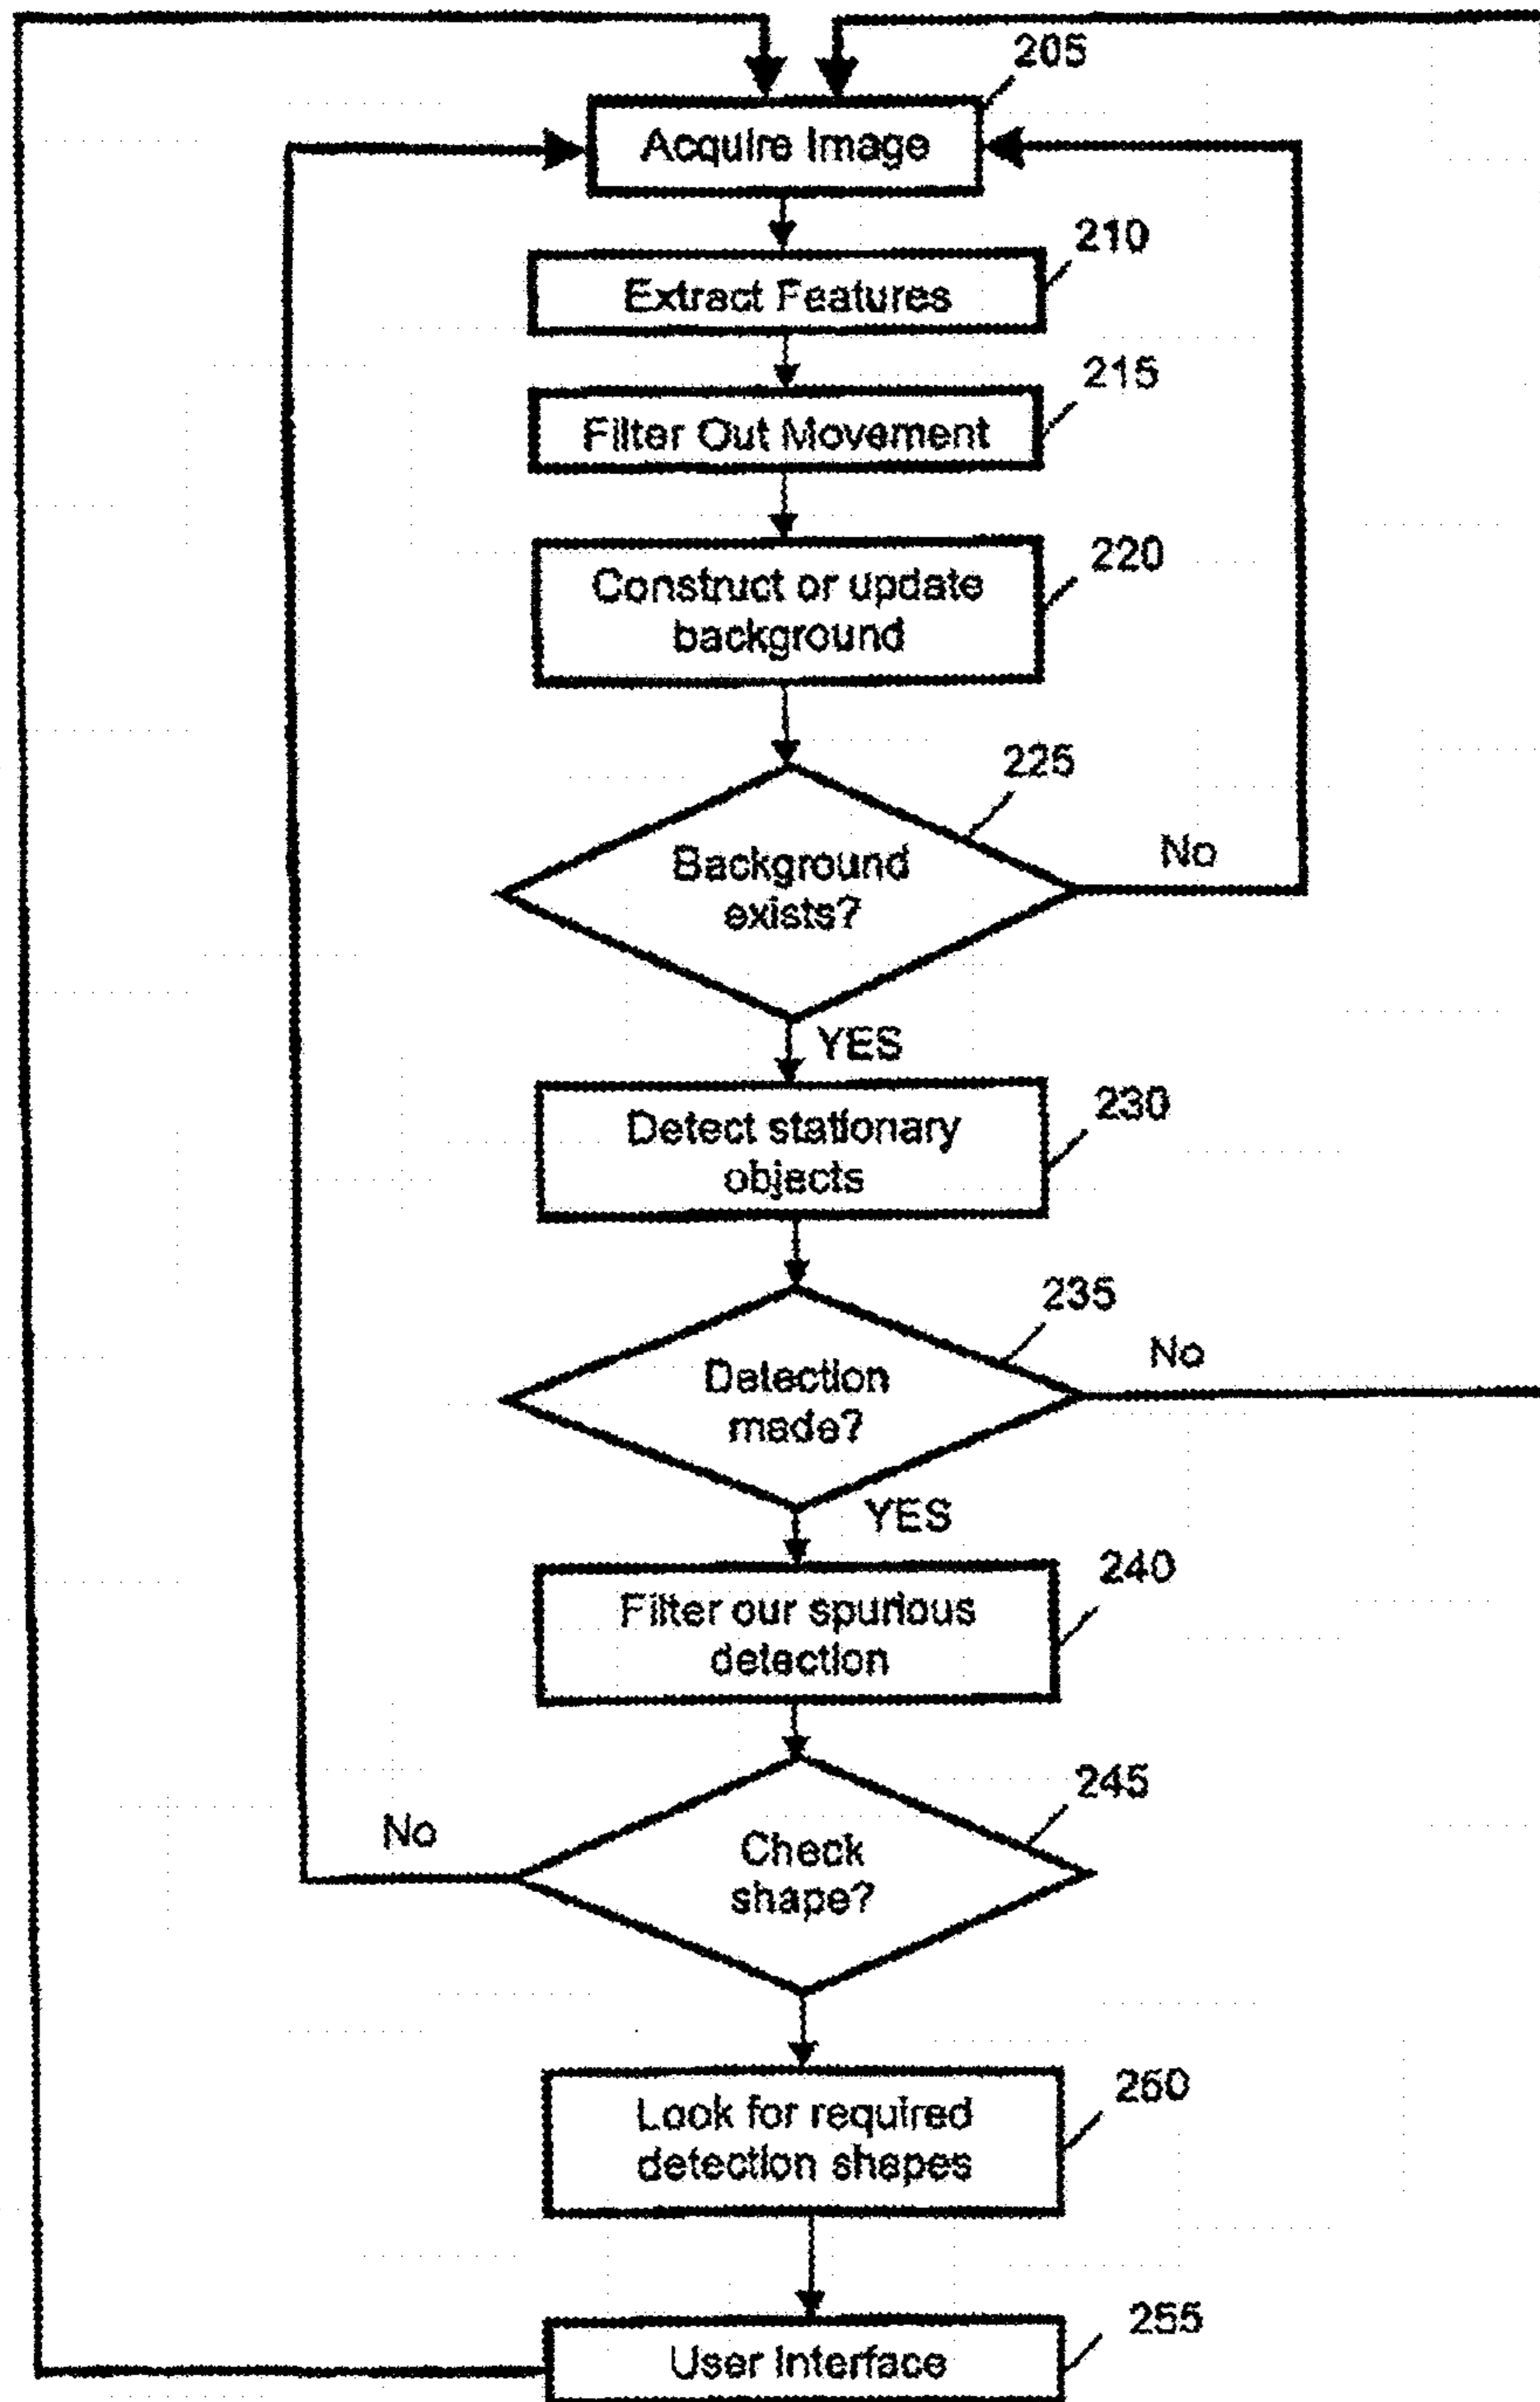 205
Acquire Image
210
Extract Features
215
Filter Out Movement
220
Construct or update
background
225
Background
exists?
No
YES
230
Detect stationary
objects
235
Detection
made?
No
YES
240
Filter our spurious
detection
245
Check
shape?
No
250
Look for required
detection shapes
255
User Interface